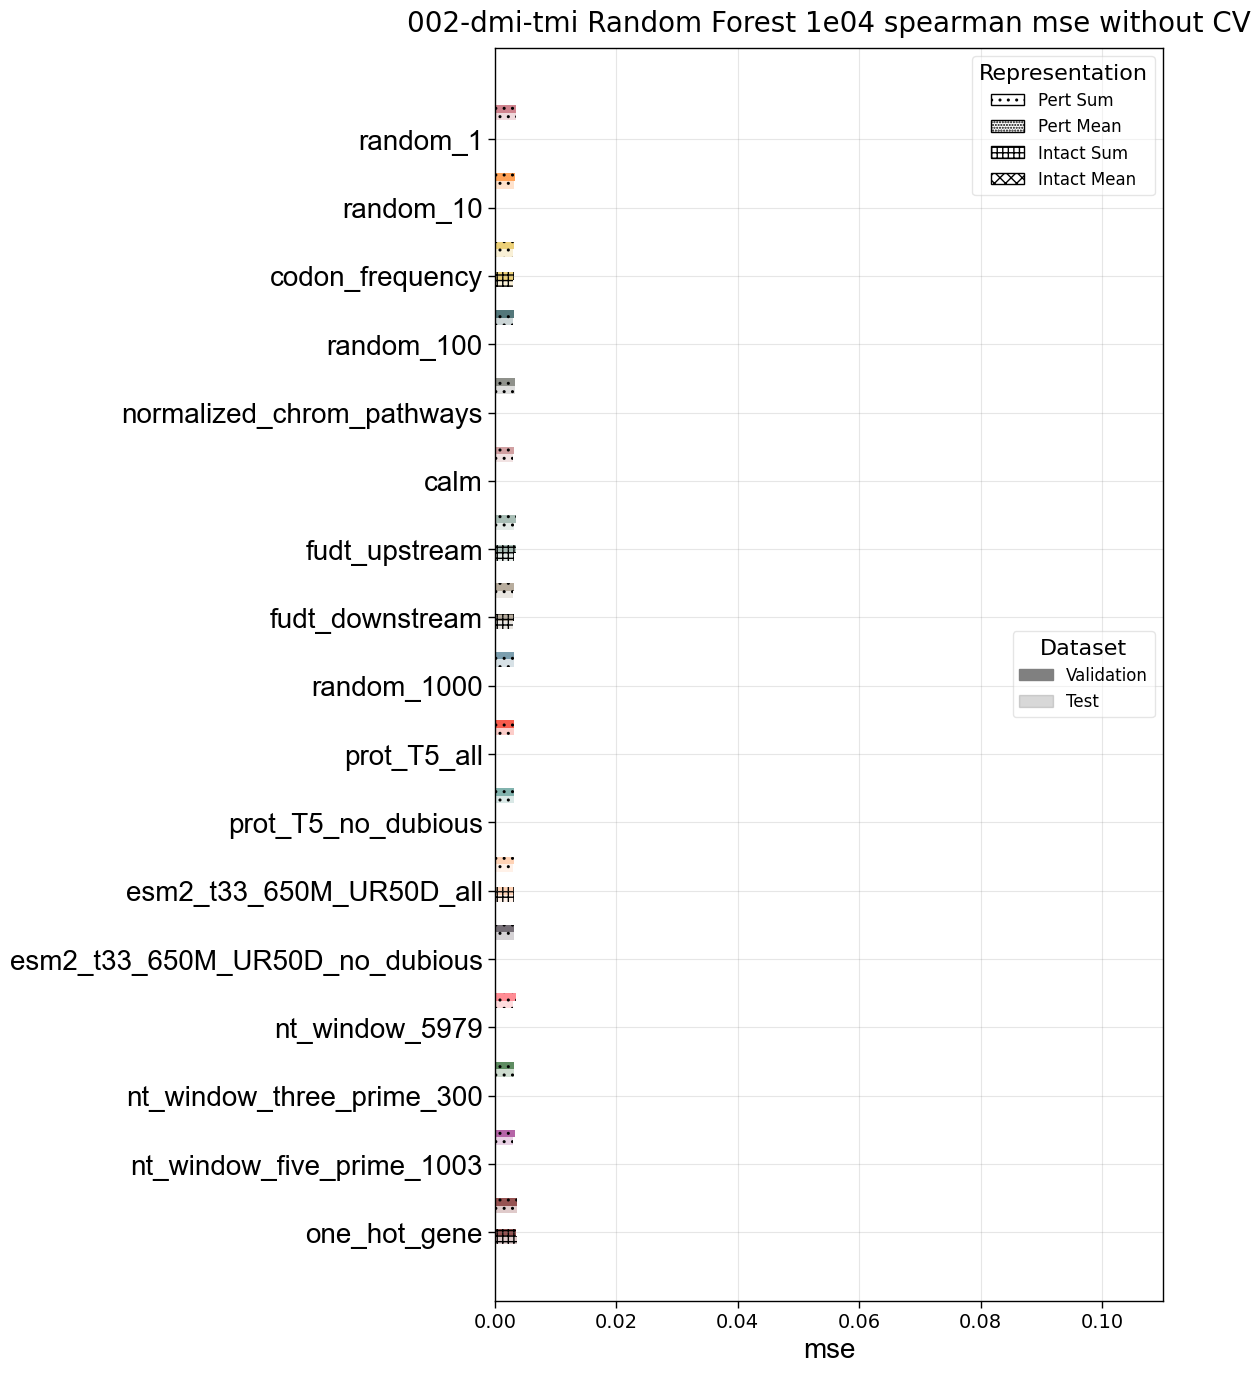 002-dmi-tmi Random Forest 1e04 spearman mse without CV
Representation
Pert Sum
Pert Mean
Intact Sum
Intact Mean
random_1
random_10
codon_frequency
random_100
normalized_chrom_pathways
calm
fudt_upstream
fudt_downstream
Dataset
Validation
Test
random_1000
prot_T5_all
prot_T5_no_dubious
esm2_t33_650M_UR50D_all
esm2_t33_650M_UR50D_no_dubious
nt_window_5979
nt_window_three_prime_300
nt_window_five_prime_1003
one_hot_gene
0.00 0.02 0.04 0.06 0.08 0.10
mse